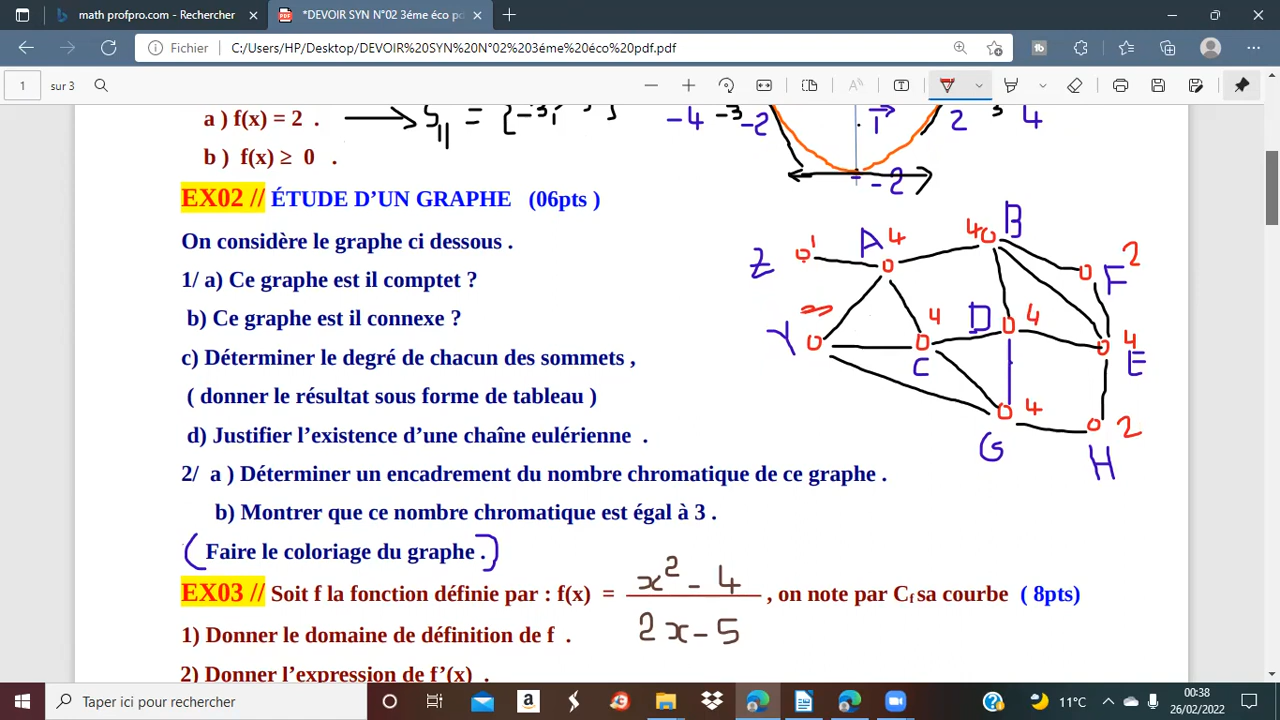 math profpro.com - Rechercher
*DEVOIR SYN N°02 3éme éco pd
Fichier
C:/Users/HP/Desktop/DEVOIR%20SYN%20N°02%203éme%20éco%20pdf.pdf
1 sur 3
a ) f(x) = 2 .
b ) f(x) ≥ 0 .
-4 -3 -2 2 3 4
-2
EX02 // ÉTUDE D'UN GRAPHE (06pts )
On considère le graphe ci dessous .
1/ a) Ce graphe est il comptet ?
b) Ce graphe est il connexe ?
c) Déterminer le degré de chacun des sommets ,
( donner le résultat sous forme de tableau )
d) Justifier l'existence d'une chaîne eulérienne .
Z 1 A 4 4 B
F 2
Y C 4 D 4 E 4
G 4 H 2
2/ a ) Déterminer un encadrement du nombre chromatique de ce graphe .
b) Montrer que ce nombre chromatique est égal à 3 .
( Faire le coloriage du graphe . )
EX03 // Soit f la fonction définie par : f(x) = x² - 4 / 2x - 5 , on note par Cf sa courbe ( 8pts)
1) Donner le domaine de définition de f .
2) Donner l'expression de f'(x) .
Taper ici pour rechercher
11°C
00:38
26/02/2022